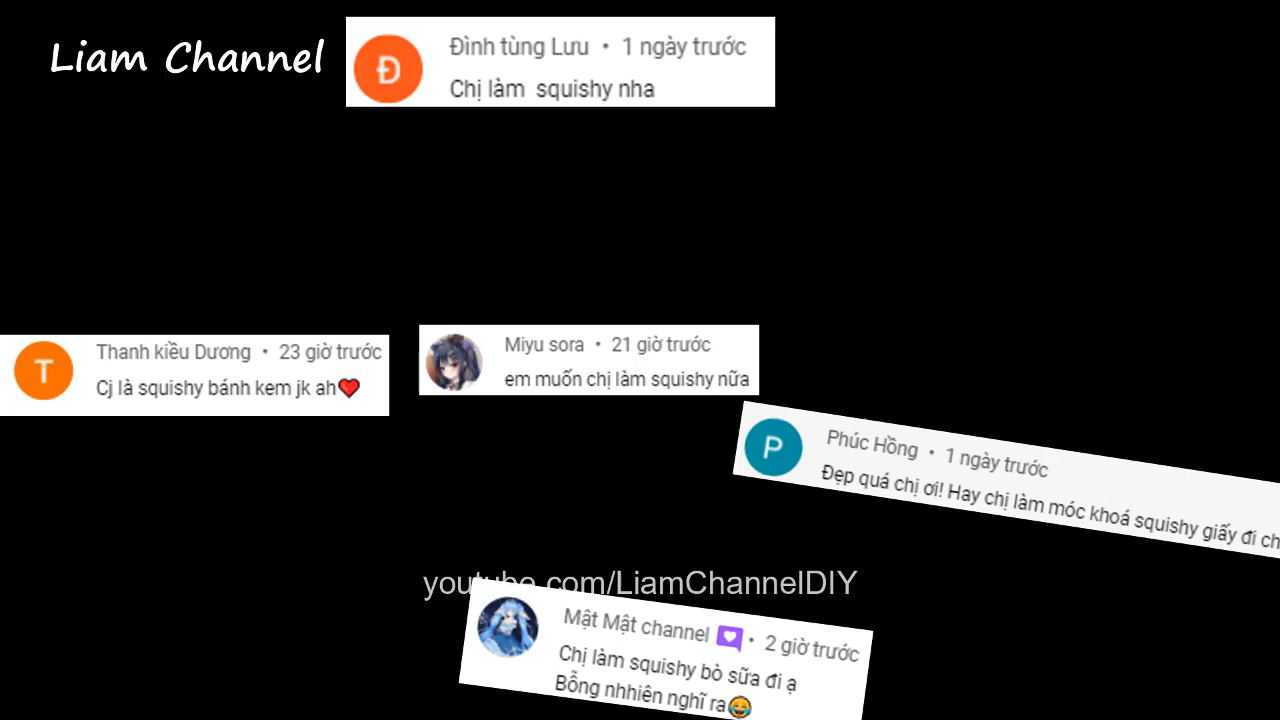 Liam Channel
Đình tùng Lưu • 1 ngày trước
Đ
Chị làm squishy nha
Thanh kiều Dương • 23 giờ trước
T
Cj là squishy bánh kem jk ah❤️
Miyu sora • 21 giờ trước
em muốn chị làm squishy nữa
Phúc Hồng • 1 ngày trước
P
Đẹp quá chị ơi! Hay chị làm móc khoá squishy giấy đi
youtube.com/LiamChannelDIY
Mật Mật channel • 2 giờ trước
Chị làm squishy bò sữa đi ạ
Bỗng nhhiên nghĩ ra😂